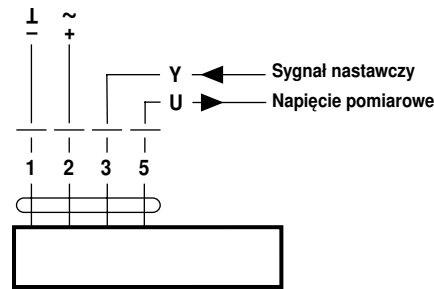 ⊥ ~
− +
Y Sygnał nastawczy
U Napięcie pomiarowe
1 2 3 5